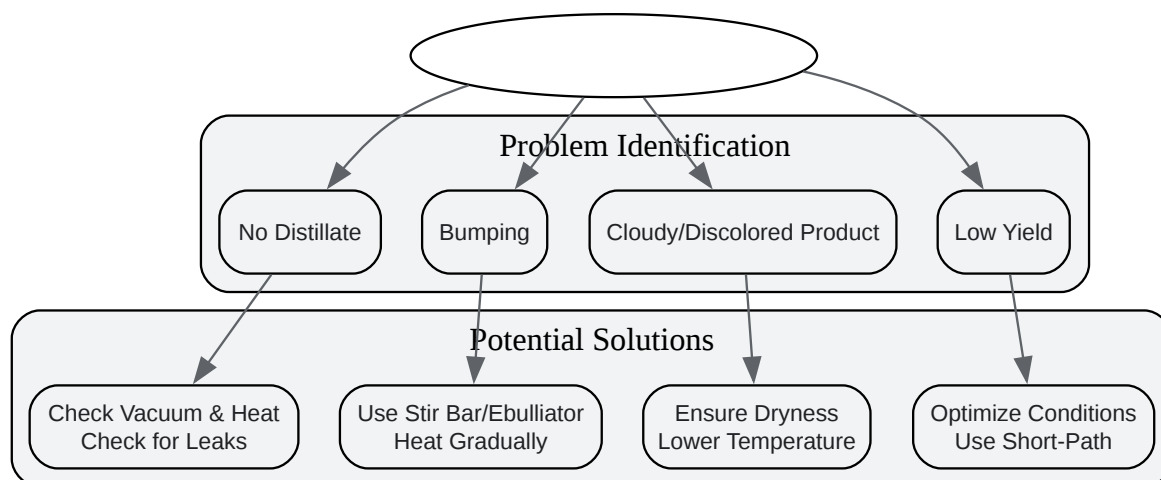 Problem Identification
No Distillate
Bumping
Cloudy/Discolored Product
Low Yield
Potential Solutions
Check Vacuum & Heat
Check for Leaks
Use Stir Bar/Ebulliator
Heat Gradually
Ensure Dryness
Lower Temperature
Optimize Conditions
Use Short-Path